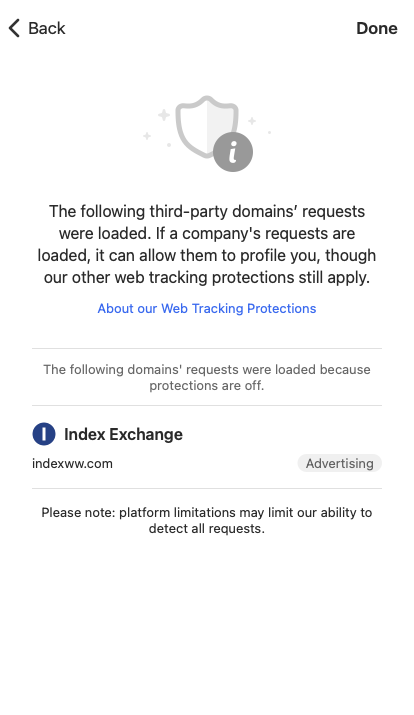 Back
Done
The following third-party domains’ requests
were loaded. If a company's requests are
loaded, it can allow them to profile you, though
our other web tracking protections still apply.
About our Web Tracking Protections
The following domains' requests were loaded because
protections are off.
Index Exchange
indexww.com
Advertising
Please note: platform limitations may limit our ability to
detect all requests.